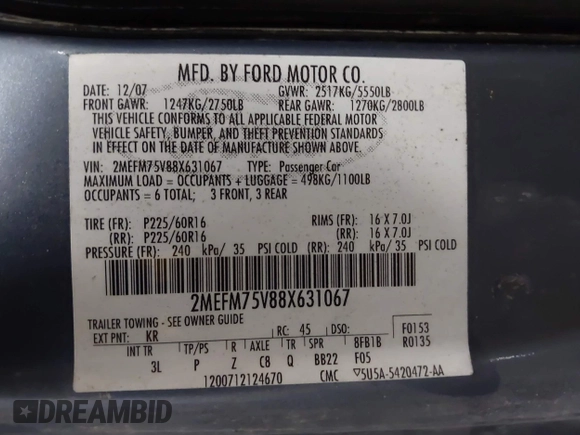 MFD. BY FORD MOTOR CO.
DATE: 12/07 GVWR: 2517KG/5550LB
FRONT GAWR: 1247KG/2750LB REAR GAWR: 1270KG/2800LB
THIS VEHICLE CONFORMS TO ALL APPLICABLE FEDERAL MOTOR
VEHICLE SAFETY, BUMPER, AND THEFT PREVENTION STANDARDS
IN EFFECT ON THE DATE OF MANUFACTURE SHOWN ABOVE.
VIN: 2MEFM75V88X631067 TYPE: Passenger Car
MAXIMUM LOAD = OCCUPANTS + LUGGAGE = 498KG/1100LB
OCCUPANTS = 6 TOTAL; 3 FRONT, 3 REAR
TIRE (FR): P225/60R16 RIMS (FR): 16 X 7.0J
(RR): P225/60R16 (RR): 16 X 7.0J
PRESSURE (FR): 240 kPa/ 35 PSI COLD (RR): 240 kPa/ 35 PSI COLD
2MEFM75V88X631067
TRAILER TOWING - SEE OWNER GUIDE
EXT PNT: KR RC: 45 DSO: F0153
INT TR TP/PS R AXLE TR SPR 8FB1B R0135
3L P Z C8 Q BB22 F05
1200712124670 CMC ▽5U5A-5420472-AA
DREAMBID